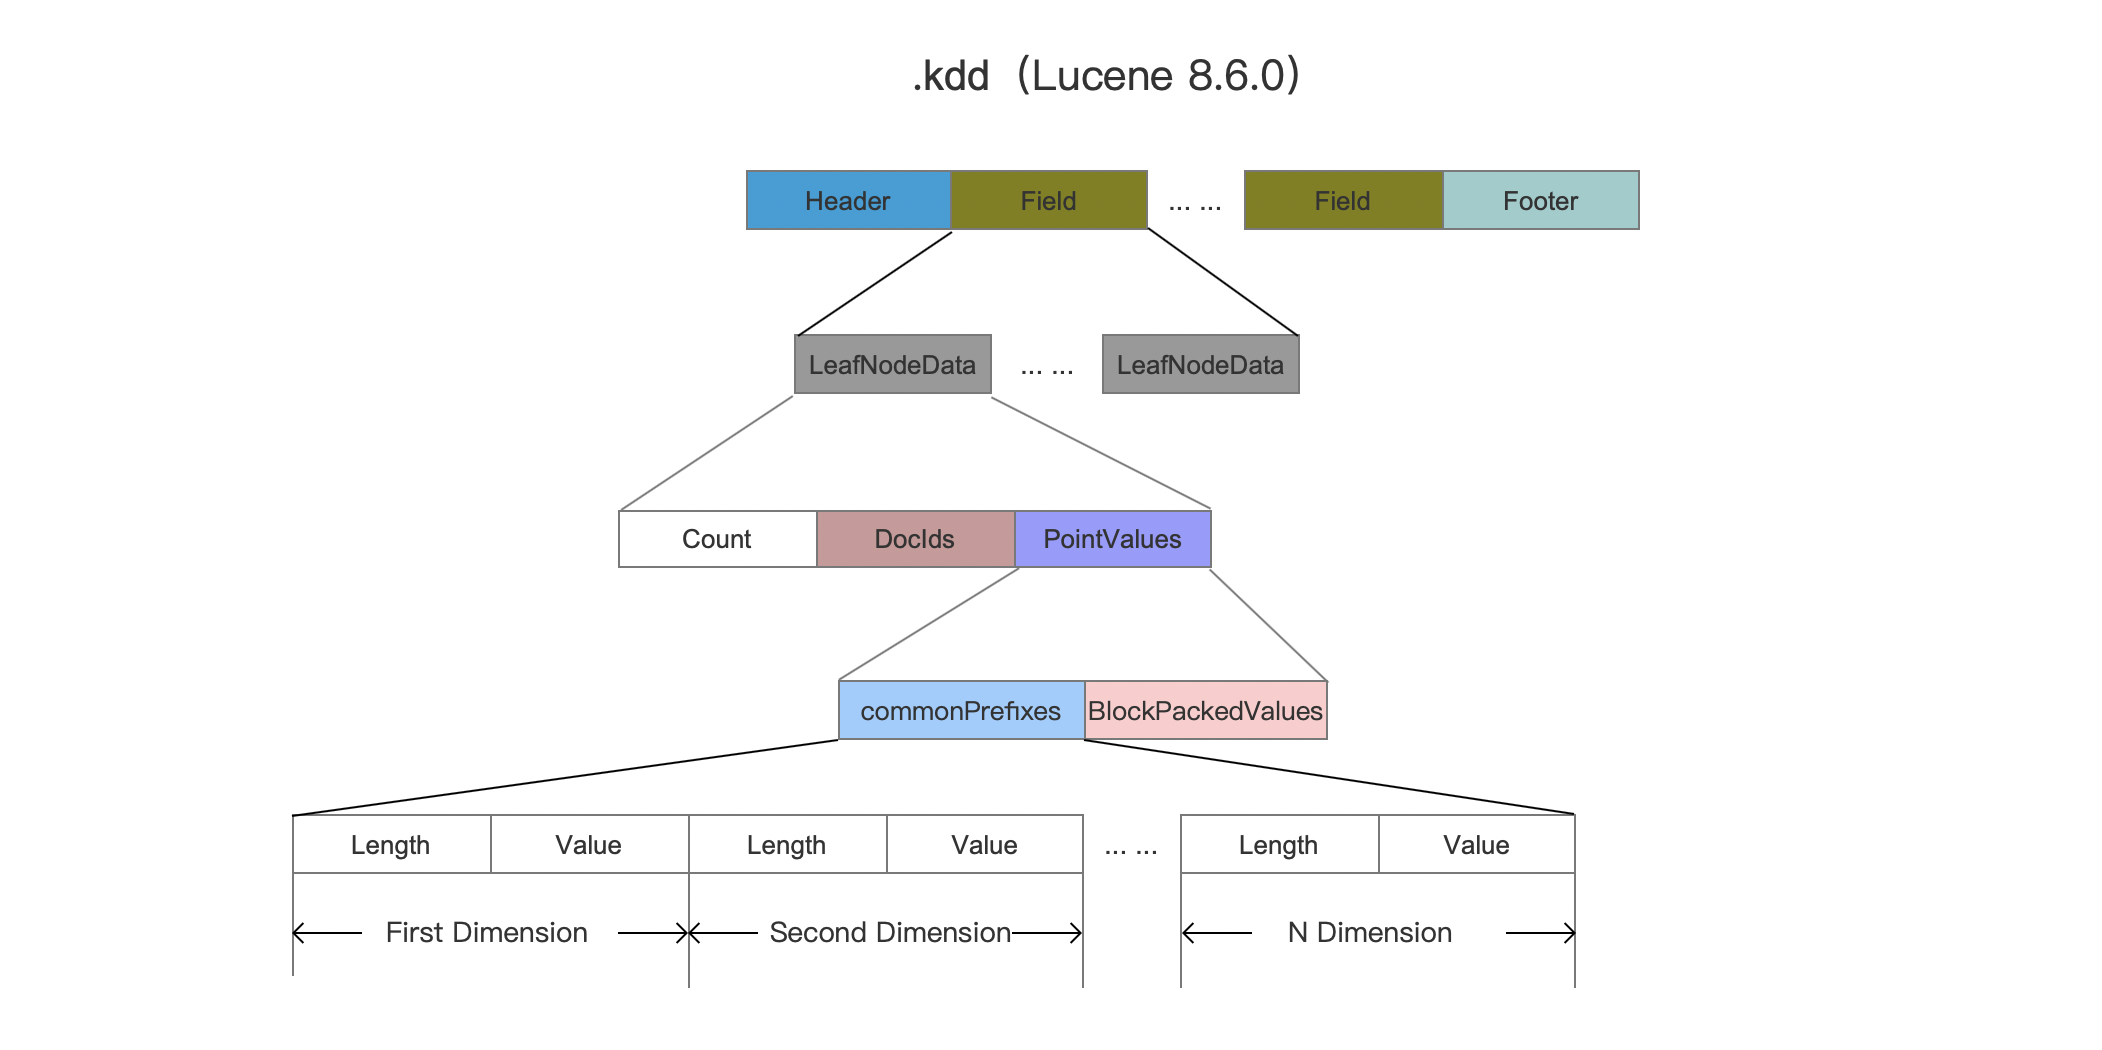 .kdd（Lucene 8.6.0）
Header Field ... ... Field Footer
LeafNodeData ... ... LeafNodeData
Count DocIds PointValues
commonPrefixes BlockPackedValues
Length Value Length Value ... ... Length Value
First Dimension Second Dimension N Dimension